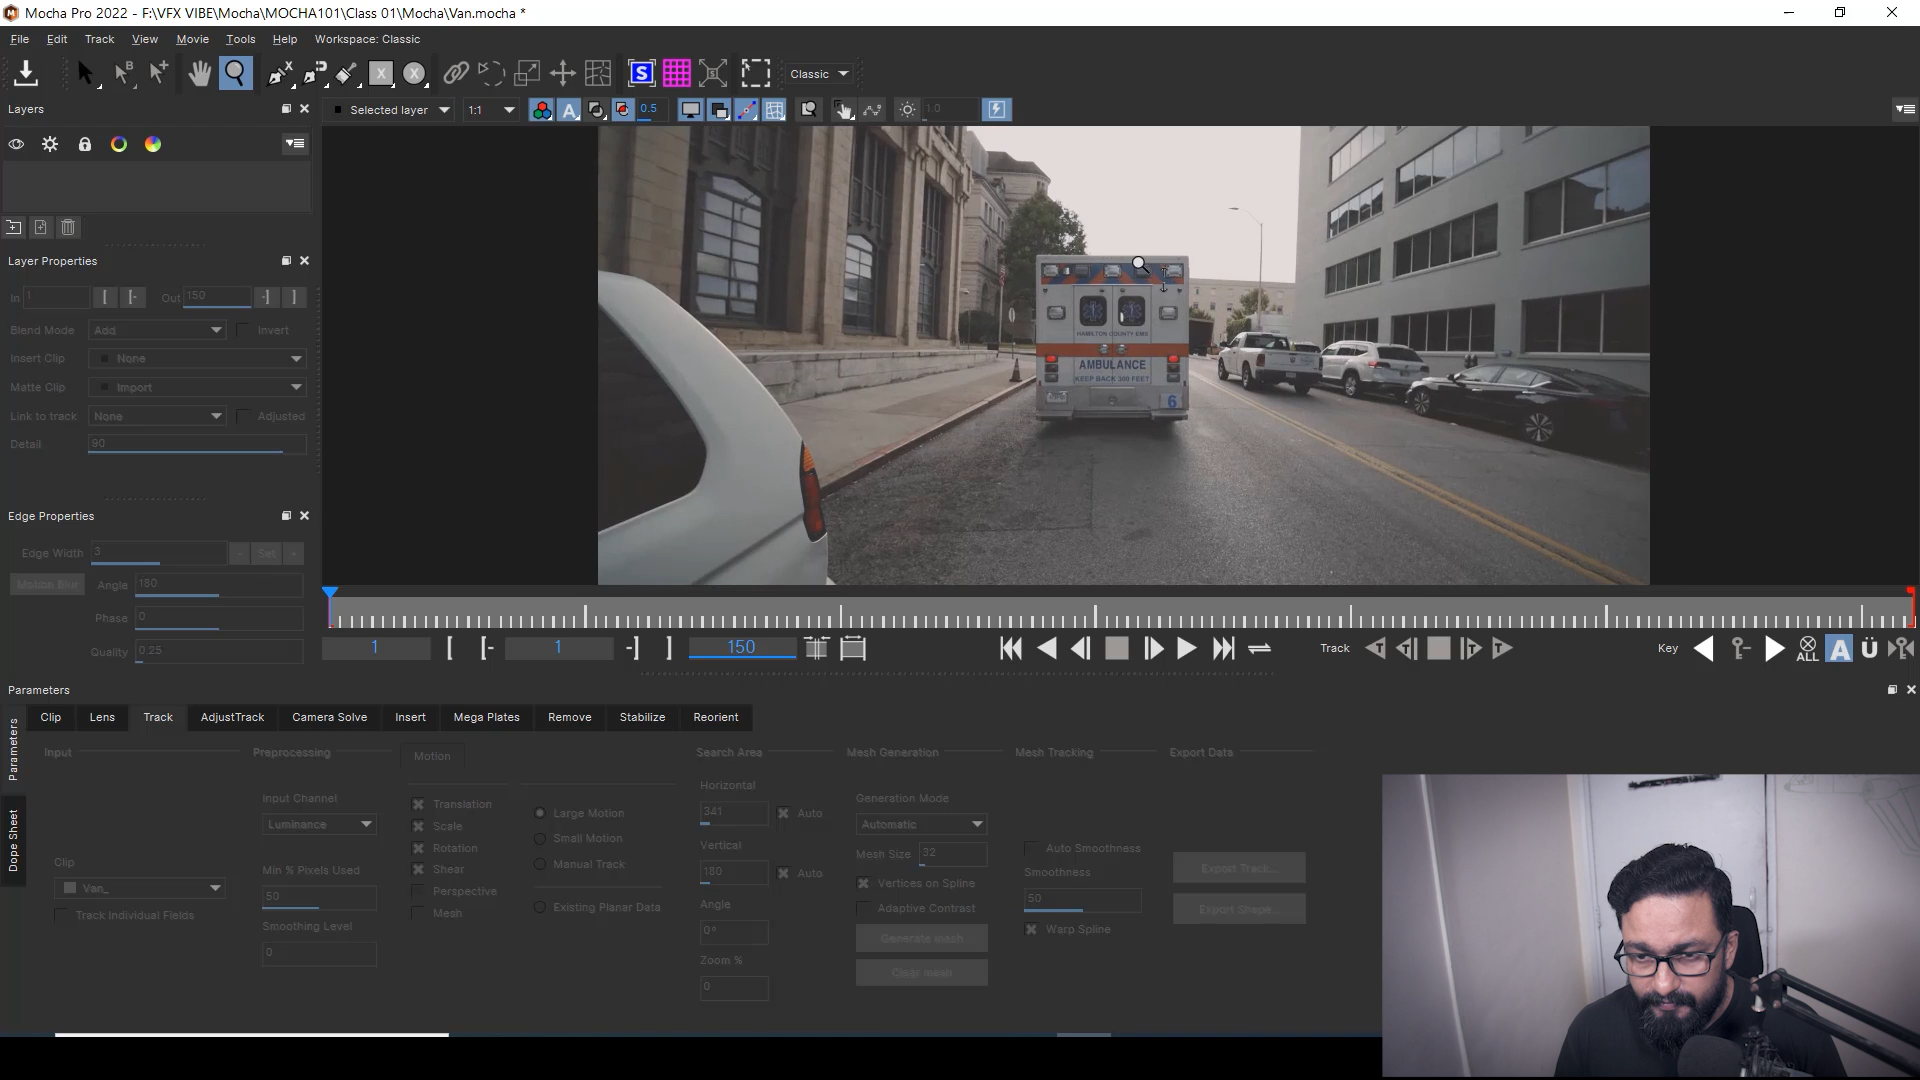 Mocha Pro 2022 - F:\VFX VIBE\Mocha\MOCHA101\Class 01\Mocha\Van.mocha *
File Edit Track View Movie Tools Help Workspace: Classic
B X X X S Classic
Layers
Selected layer 1:1 A 0.5 1.0
Layer Properties
In 1 [ [- Out 150 -] ]
Blend Mode Add Invert
Insert Clip None
Matte Clip Import
Link to track None Adjusted
Detail 90
HAMILTON COUNTY EMS
AMBULANCE
KEEP BACK 300 FEET
6
Edge Properties
Edge Width 3 - Set +
Motion Blur Angle 180
Phase 0
Quality 0.25
1 [ [- 1 -] ] 150 Track T T T T Key ALL A Ü
Parameters
Parameters
Dope Sheet
Clip Lens Track AdjustTrack Camera Solve Insert Mega Plates Remove Stabilize Reorient
Input Preprocessing Motion Search Area Mesh Generation Mesh Tracking Export Data
Clip
Van_
Track Individual Fields
Input Channel
Luminance
Min % Pixels Used
50
Smoothing Level
0
Translation
Scale
Rotation
Shear
Perspective
Mesh
Large Motion
Small Motion
Manual Track
Existing Planar Data
Horizontal
341 Auto
Vertical
180 Auto
Angle
0°
Zoom %
0
Generation Mode
Automatic
Mesh Size 32
Vertices on Spline
Adaptive Contrast
Generate Mesh
Clear mesh
Auto Smoothness
Smoothness
50
Warp Spline
Export Track...
Export Shape...